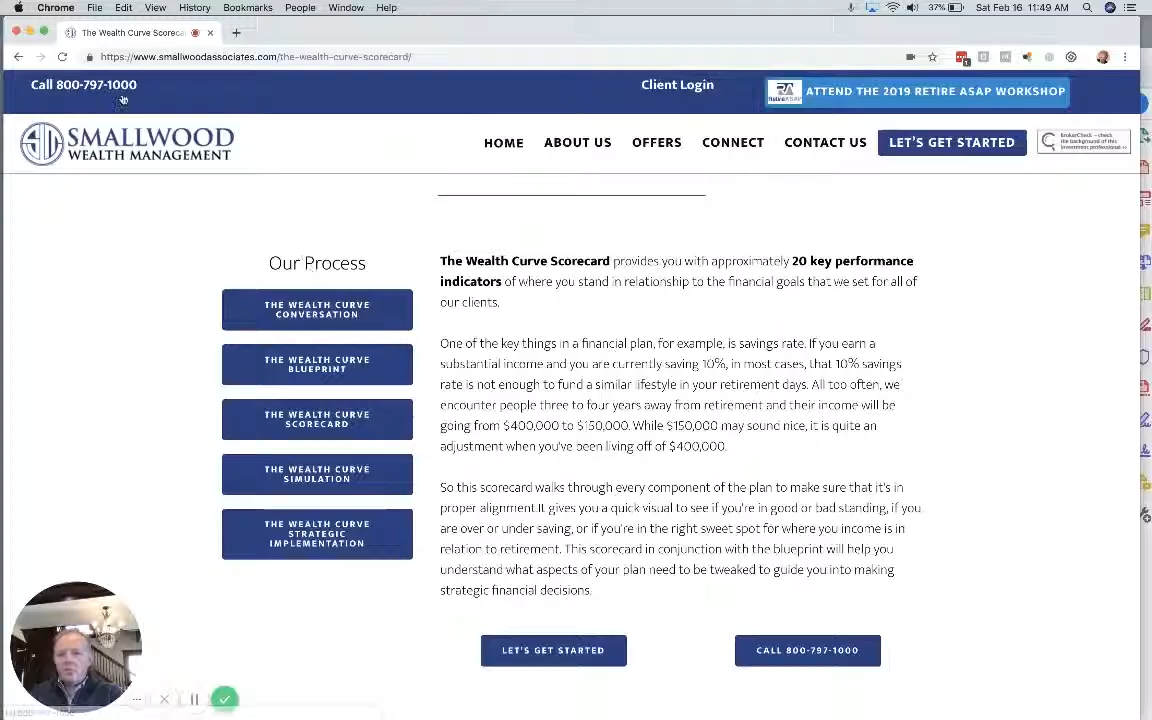 Chrome File Edit View History Bookmarks People Window Help 37% Sat Feb 16 11:49 AM
The Wealth Curve Scoreca
https://www.smallwoodassociates.com/the-wealth-curve-scorecard/
Call 800-797-1000 Client Login RetireASAP ATTEND THE 2019 RETIRE ASAP WORKSHOP
SMALLWOOD
WEALTH MANAGEMENT
HOME ABOUT US OFFERS CONNECT CONTACT US LET'S GET STARTED
BrokerCheck – check
the background of this
investment professional
Our Process
THE WEALTH CURVE
CONVERSATION
THE WEALTH CURVE
BLUEPRINT
THE WEALTH CURVE
SCORECARD
THE WEALTH CURVE
SIMULATION
THE WEALTH CURVE
STRATEGIC
IMPLEMENTATION
The Wealth Curve Scorecard provides you with approximately 20 key performance
indicators of where you stand in relationship to the financial goals that we set for all of
our clients.
One of the key things in a financial plan, for example, is savings rate. If you earn a
substantial income and you are currently saving 10%, in most cases, that 10% savings
rate is not enough to fund a similar lifestyle in your retirement days. All too often, we
encounter people three to four years away from retirement and their income will be
going from $400,000 to $150,000. While $150,000 may sound nice, it is quite an
adjustment when you've been living off of $400,000.
So this scorecard walks through every component of the plan to make sure that it's in
proper alignment.It gives you a quick visual to see if you're in good or bad standing, if you
are over or under saving, or if you're in the right sweet spot for where you income is in
relation to retirement. This scorecard in conjunction with the blueprint will help you
understand what aspects of your plan need to be tweaked to guide you into making
strategic financial decisions.
LET'S GET STARTED CALL 800-797-1000